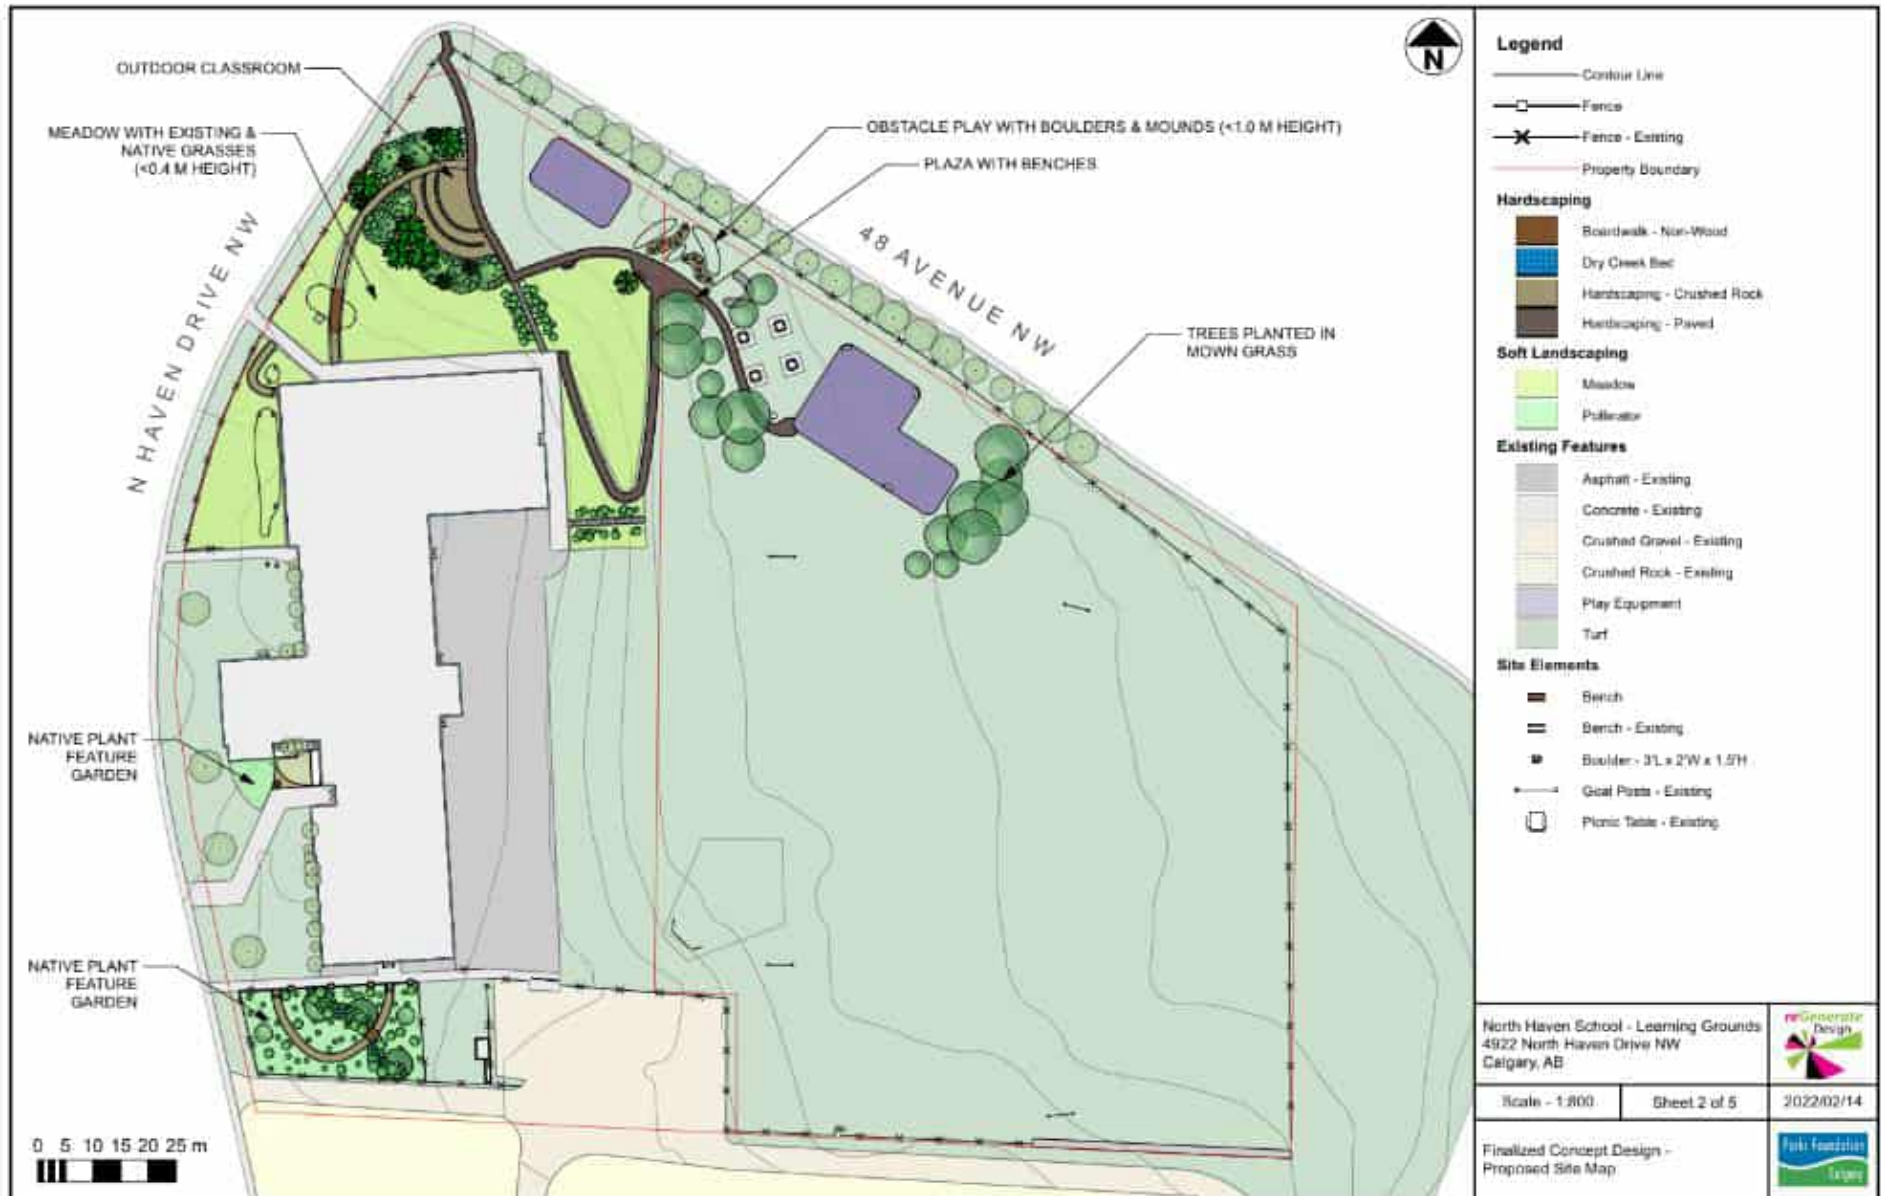 OUTDOOR CLASSROOM
MEADOW WITH EXISTING &
NATIVE GRASSES
(<0.4 M HEIGHT)
OBSTACLE PLAY WITH BOULDERS & MOUNDS (<1.0 M HEIGHT)
PLAZA WITH BENCHES
48 AVENUE NW
N HAVEN DRIVE NW
TREES PLANTED IN
MOWN GRASS
NATIVE PLANT
FEATURE
GARDEN
NATIVE PLANT
FEATURE
GARDEN
0 5 10 15 20 25 m
N
Legend
Contour Line
Fence
Fence - Existing
Property Boundary
Hardscaping
Boardwalk - Non-Wood
Dry Creek Bed
Hardscaping - Crushed Rock
Hardscaping - Paved
Soft Landscaping
Meadow
Pollinator
Existing Features
Asphalt - Existing
Concrete - Existing
Crushed Gravel - Existing
Crushed Rock - Existing
Play Equipment
Turf
Site Elements
Bench
Bench - Existing
Boulder - 3'L x 2'W x 1.5'H
Goal Posts - Existing
Picnic Table - Existing
North Haven School - Learning Grounds
4922 North Haven Drive NW
Calgary, AB
reGenerate
Design
Scale - 1:800
Sheet 2 of 5
2022/02/14
Finalized Concept Design -
Proposed Site Map
Parks Foundation
Calgary